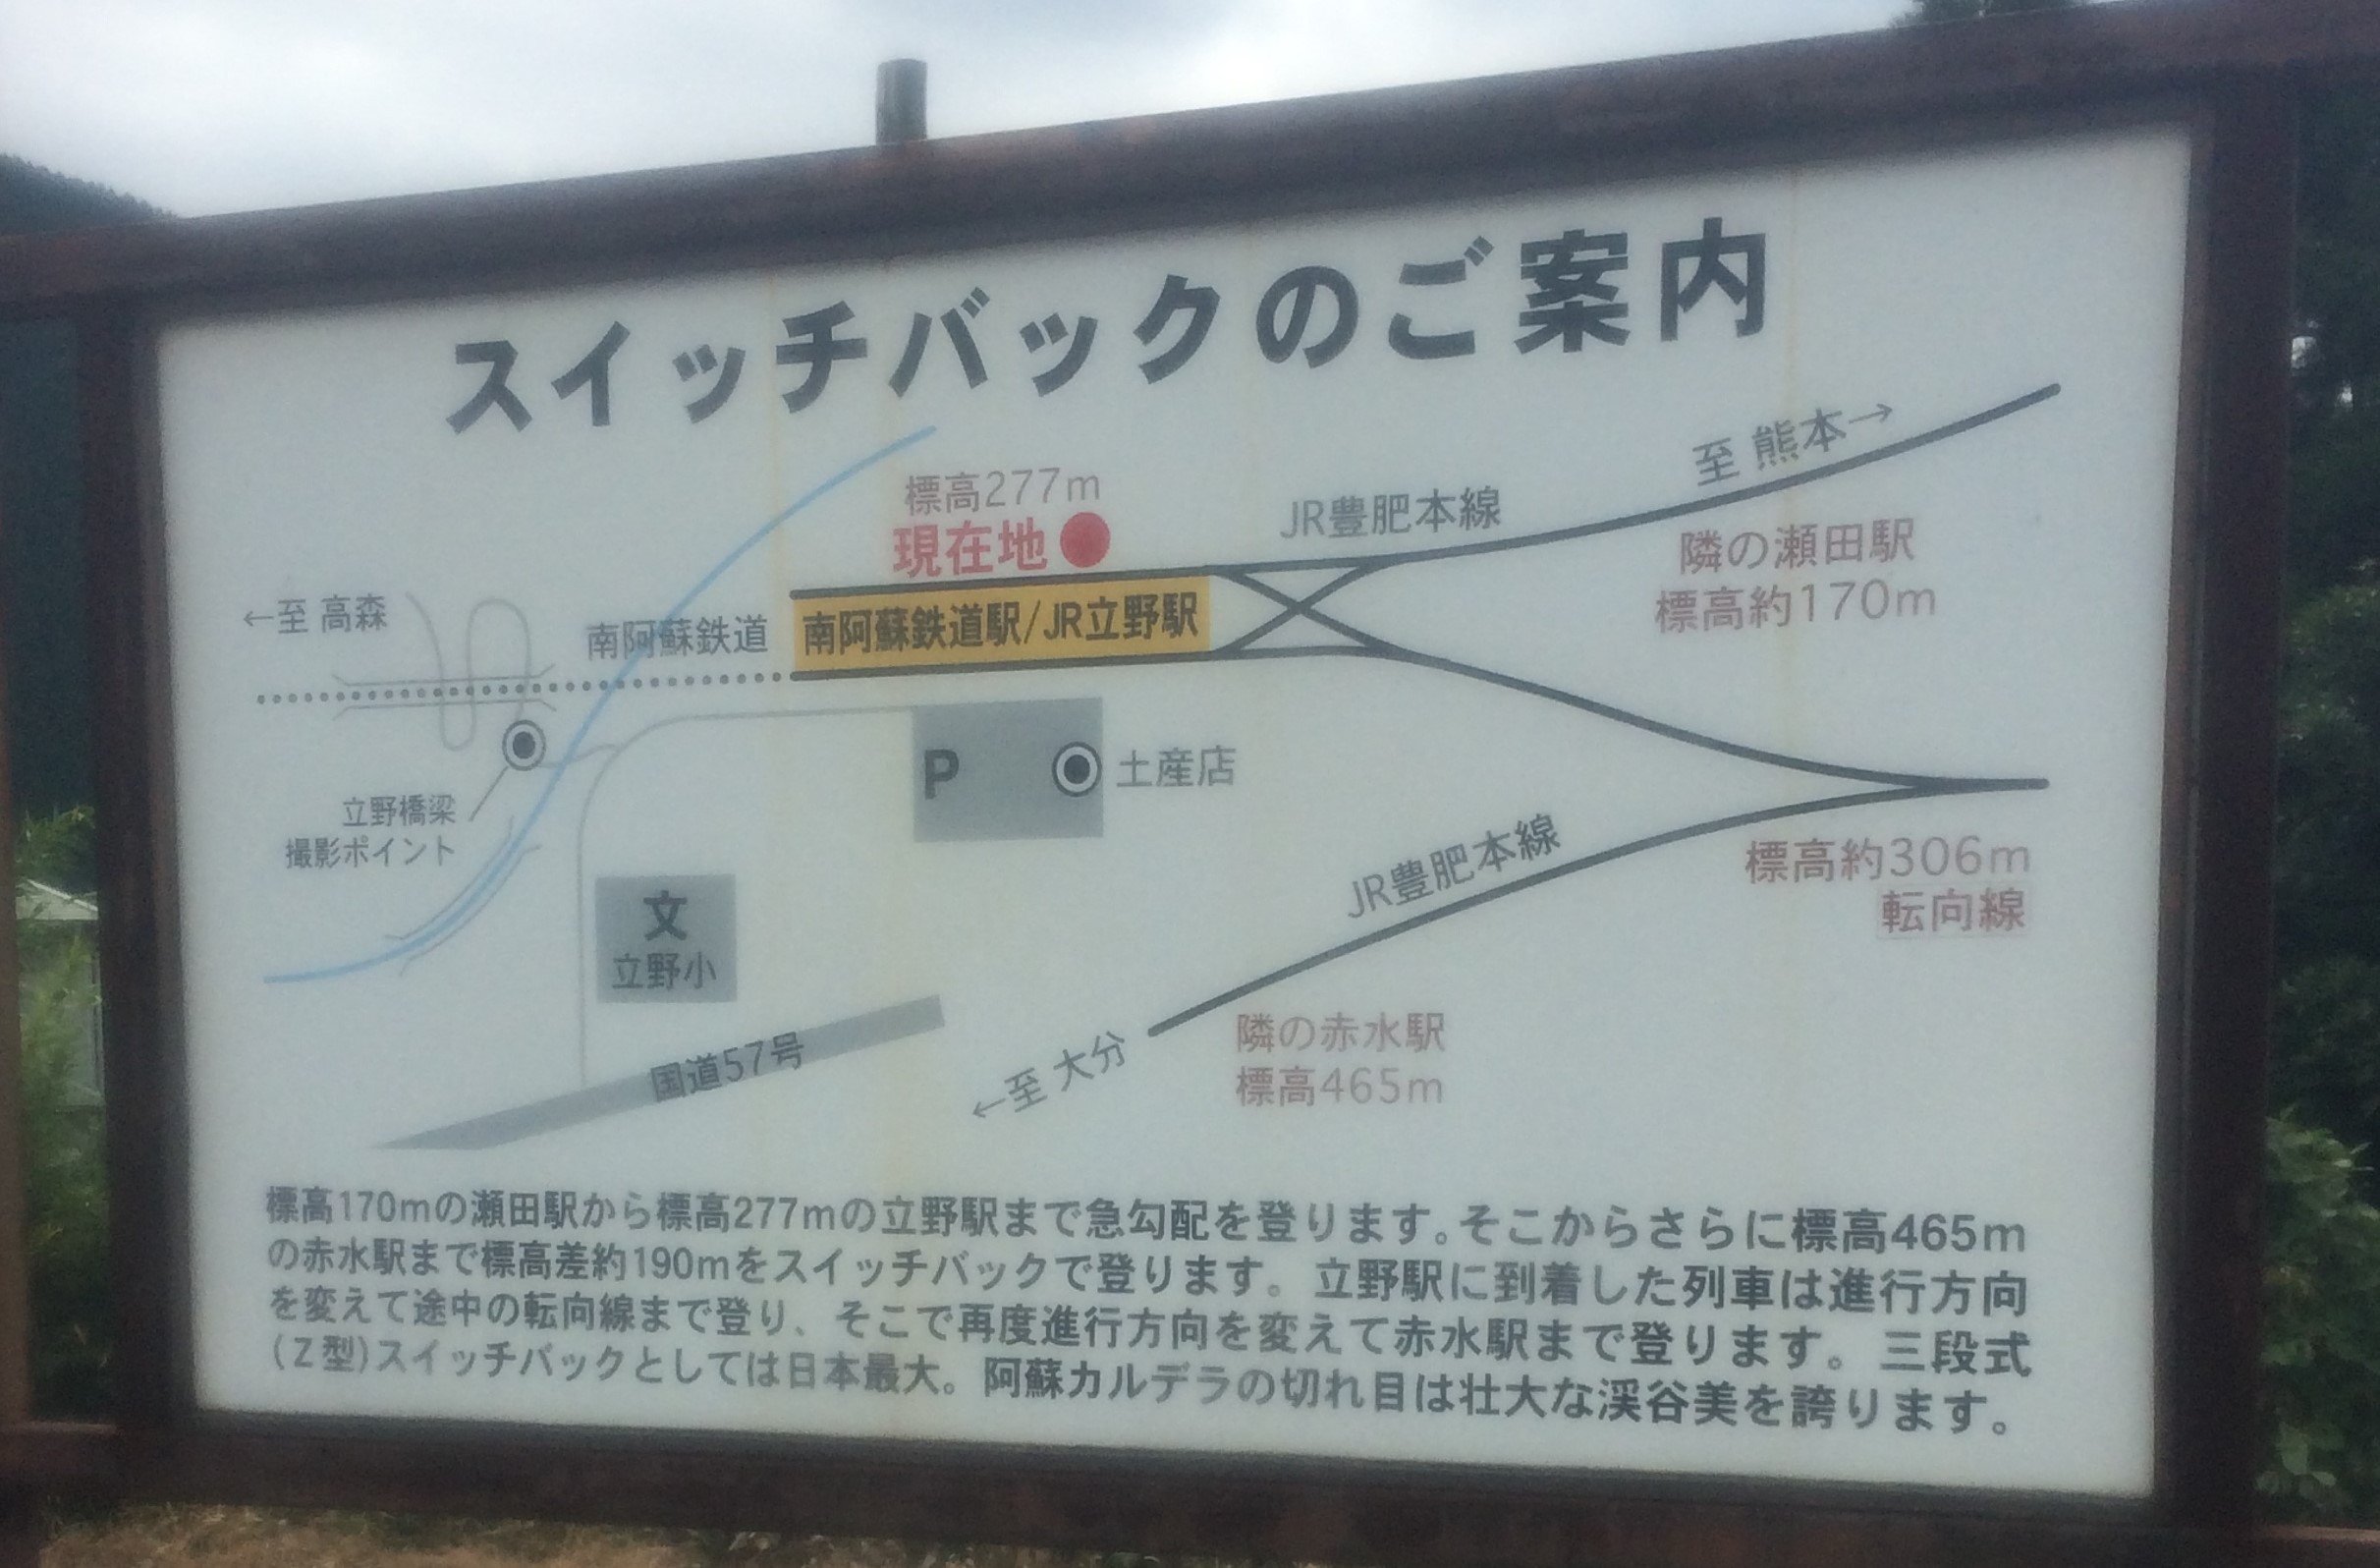 スイッチバックのご案内
至 熊本→
JR豊肥本線
標高277m
現在地
隣の瀬田駅
標高約170m
←至 高森
南阿蘇鉄道
南阿蘇鉄道駅/JR立野駅
P
土産店
立野橋梁
撮影ポイント
JR豊肥本線
標高約306m
転向線
文
立野小
国道57号
←至 大分
隣の赤水駅
標高465m
標高170mの瀬田駅から標高277mの立野駅まで急勾配を登ります。そこからさらに標高465m
の赤水駅まで標高差約190mをスイッチバックで登ります。立野駅に到着した列車は進行方向
を変えて途中の転向線まで登り、そこで再度進行方向を変えて赤水駅まで登ります。三段式
(Z型)スイッチバックとしては日本最大。阿蘇カルデラの切れ目は壮大な渓谷美を誇ります。